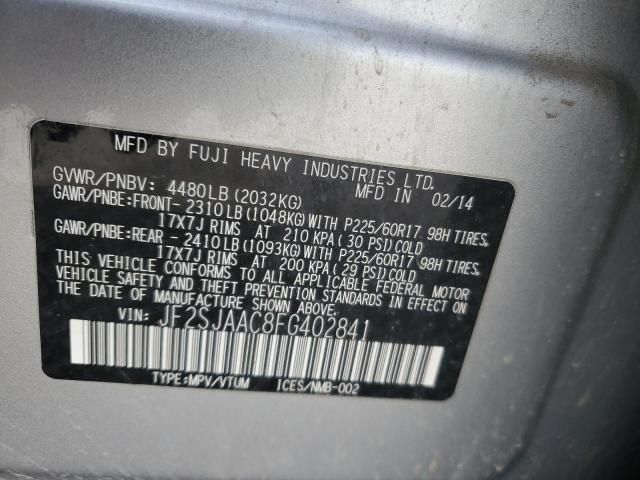 MFD BY FUJI HEAVY INDUSTRIES LTD.
MFD IN 02/14
GVWR/PNBV: 4480LB (2032KG)
GAWR/PNBE:FRONT- 2310LB (1048KG) WITH P225/60R17 98H TIRES,
17X7J RIMS AT 210 KPA( 30 PSI) COLD
GAWR/PNBE:REAR - 2410LB (1093KG) WITH P225/60R17 98H TIRES,
17X7J RIMS AT 200 KPA( 29 PSI) COLD
THIS VEHICLE CONFORMS TO ALL APPLICABLE FEDERAL MOTOR
VEHICLE SAFETY AND THEFT PREVENTION STANDARDS IN EFFECT ON
THE DATE OF MANUFACTURE SHOWN ABOVE.
VIN: JF2SJAAC8FG402841
TYPE:MPV/VTUM ICES/NMB-002